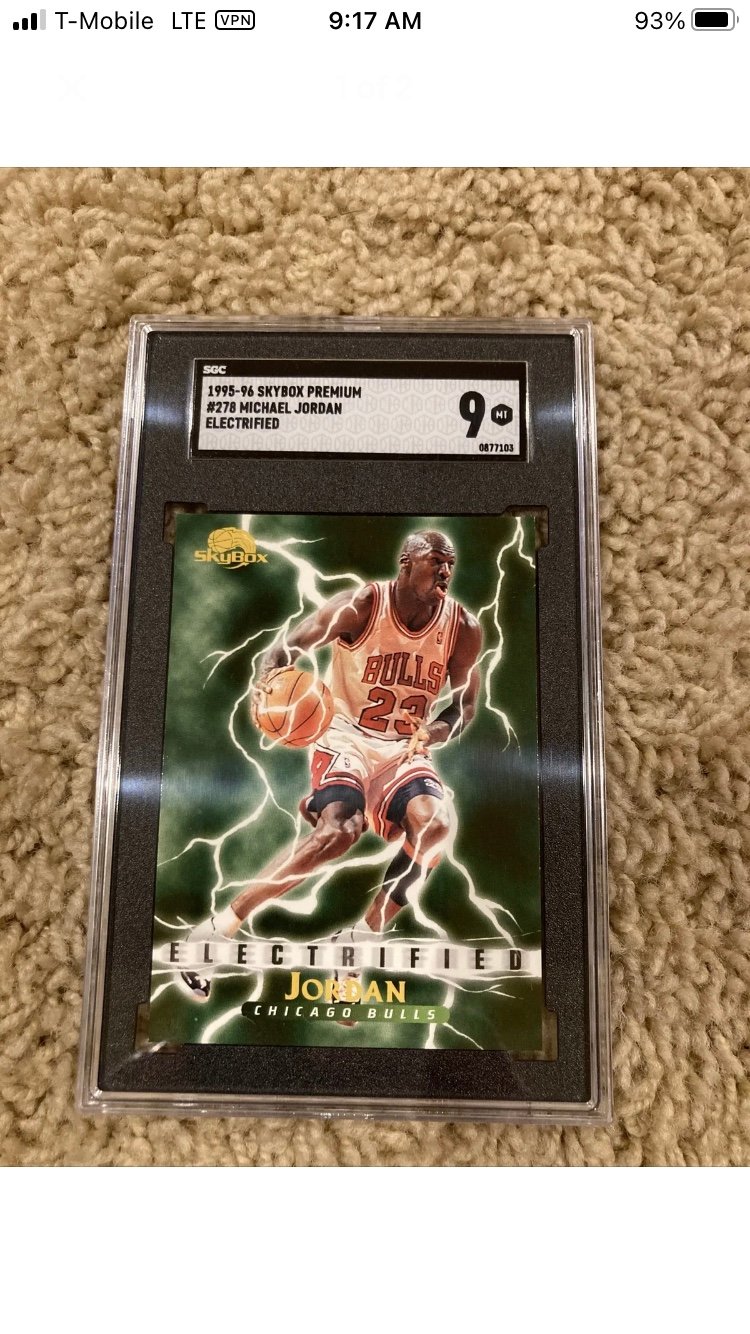 T-Mobile LTE VPN 9:17 AM 93%
SGC
1995-96 SKYBOX PREMIUM
#278 MICHAEL JORDAN
ELECTRIFIED
9 MT
0877103
SKYBOX
BULLS
23
ELECTRIFIED
JORDAN
CHICAGO BULLS